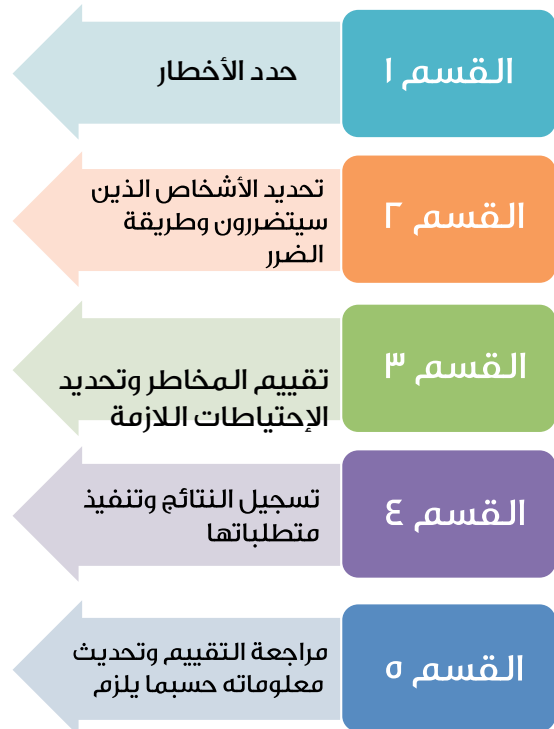 القسم ١
حدد الأخطار
القسم ٢
تحديد الأشخاص الذين
سيتضررون وطريقة
الضرر
القسم ٣
تقييم المخاطر وتحديد
الإحتياطات اللازمة
القسم ٤
تسجيل النتائج وتنفيذ
متطلباتها
القسم ٥
مراجعة التقييم وتحديث
معلوماته حسبما يلزم